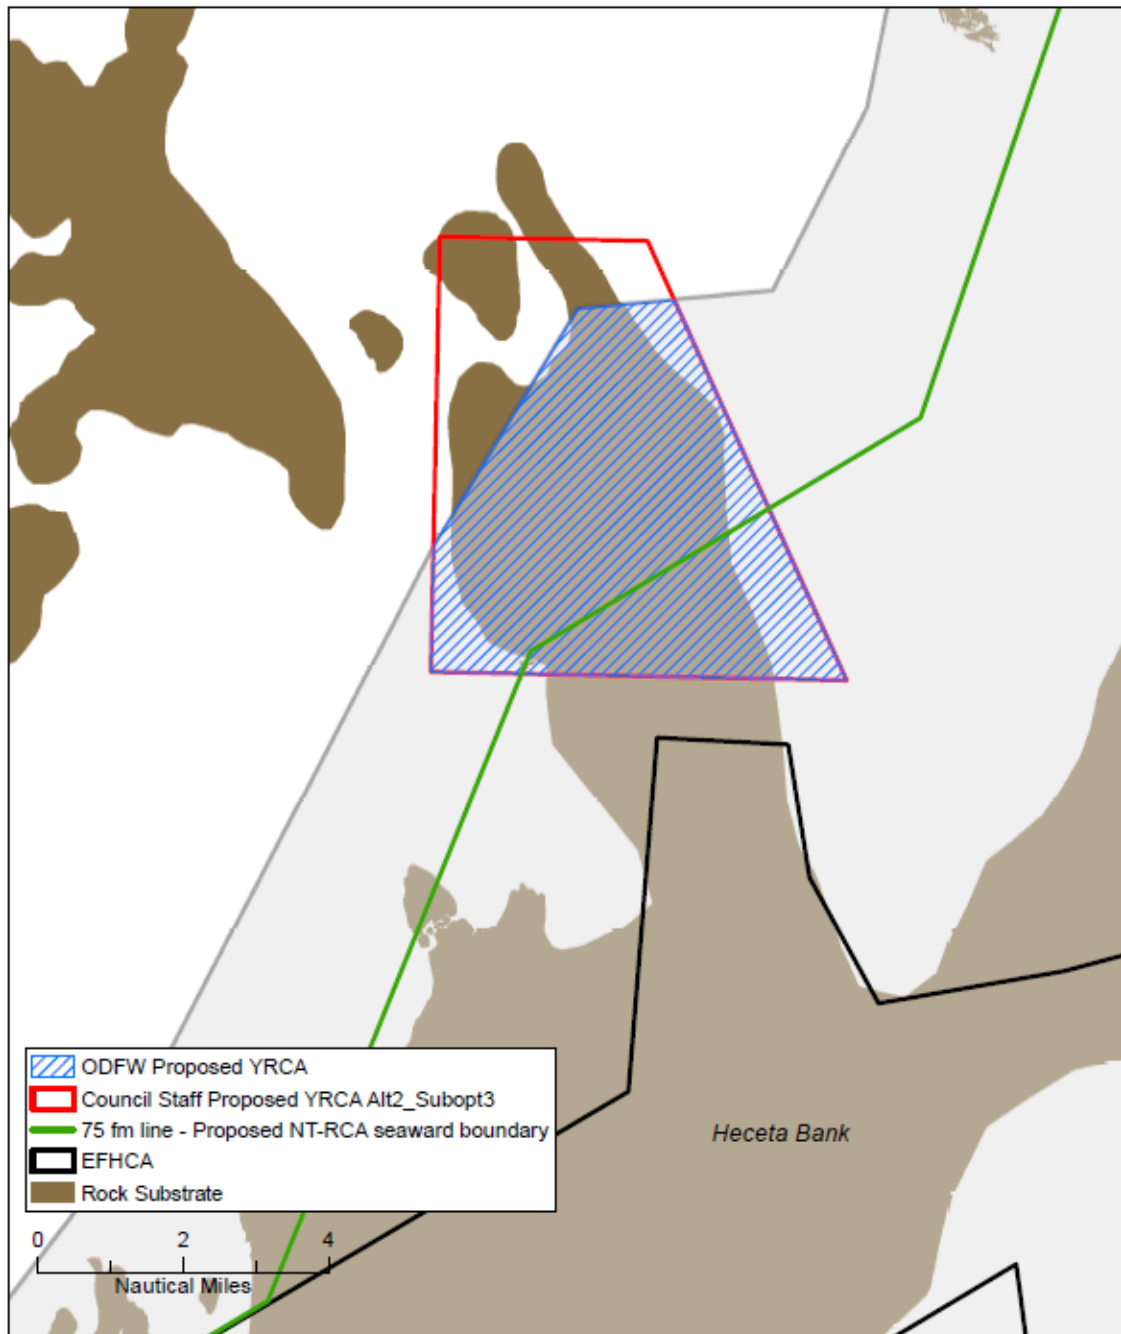 Heceta Bank
ODFW Proposed YRCA
Council Staff Proposed YRCA Alt2_Subopt3
75 fm line - Proposed NT-RCA seaward boundary
EFHCA
Rock Substrate
0 2 4
Nautical Miles